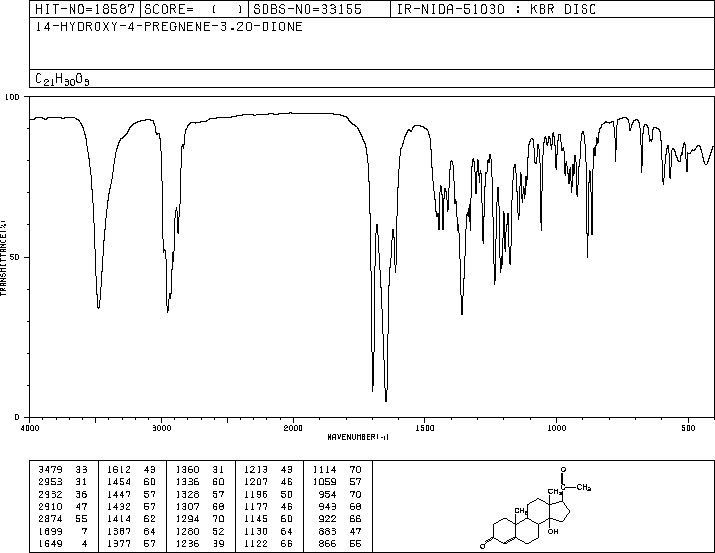 HIT-NO=18587 SCORE= ( ) SDBS-NO=33155 IR-NIDA-51030 : KBR DISC
14-HYDROXY-4-PREGNENE-3,20-DIONE
C21H30O3
100
50
0
TRANSMITTANCE(%)
4000 3000 2000 1500 1000 500
WAVENUMBER(-1)
3479 33 1612 43 1360 31 1213 43 1114 70
2953 31 1454 60 1336 60 1207 46 1059 57
2932 36 1447 57 1328 57 1196 50 954 70
2910 47 1432 57 1307 68 1177 46 943 68
2874 55 1414 62 1294 70 1145 60 922 66
1699 7 1387 64 1280 52 1130 64 883 47
1649 4 1377 57 1236 39 1122 66 866 55
O
C CH3
CH3
CH3
OH
O